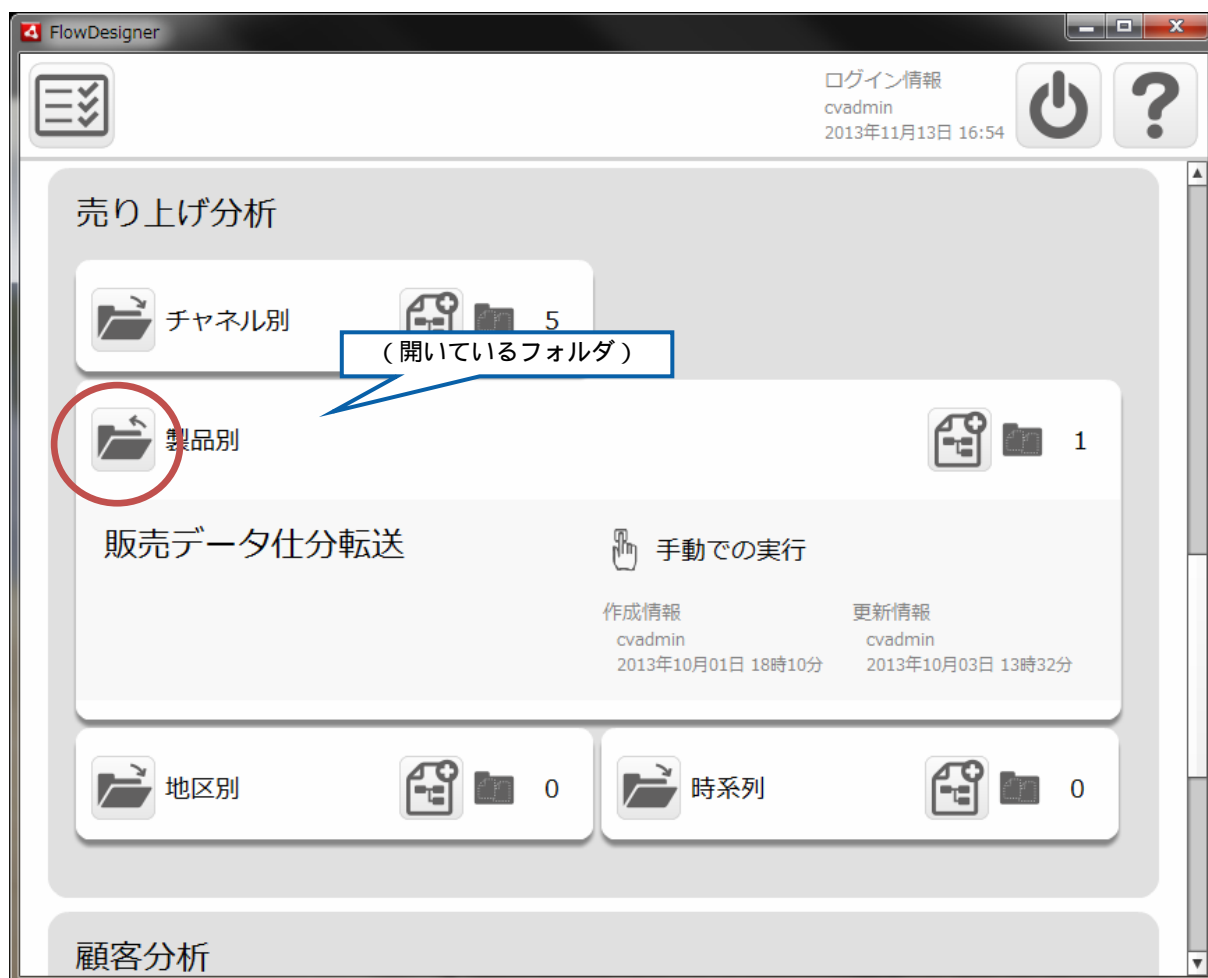 FlowDesigner
ログイン情報
cvadmin
2013年11月13日 16:54
売り上げ分析
チャネル別
5
(開いているフォルダ)
製品別
1
販売データ仕分転送
手動での実行
作成情報
更新情報
cvadmin
cvadmin
2013年10月01日 18時10分
2013年10月03日 13時32分
地区別
0
時系列
0
顧客分析